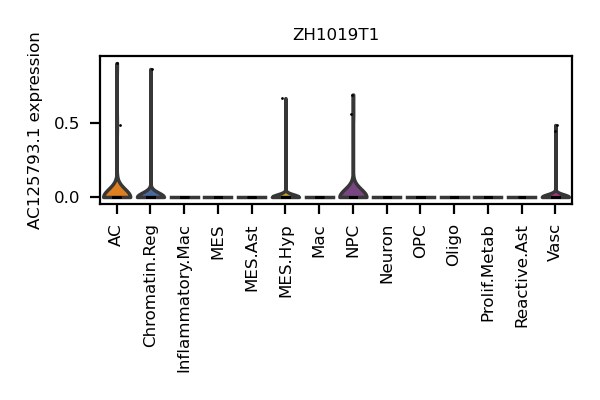 ZH1019T1
AC125793.1 expression
0.5
0.0
AC
Chromatin.Reg
Inflammatory.Mac
MES
MES.Ast
MES.Hyp
Mac
NPC
Neuron
OPC
Oligo
Prolif.Metab
Reactive.Ast
Vasc